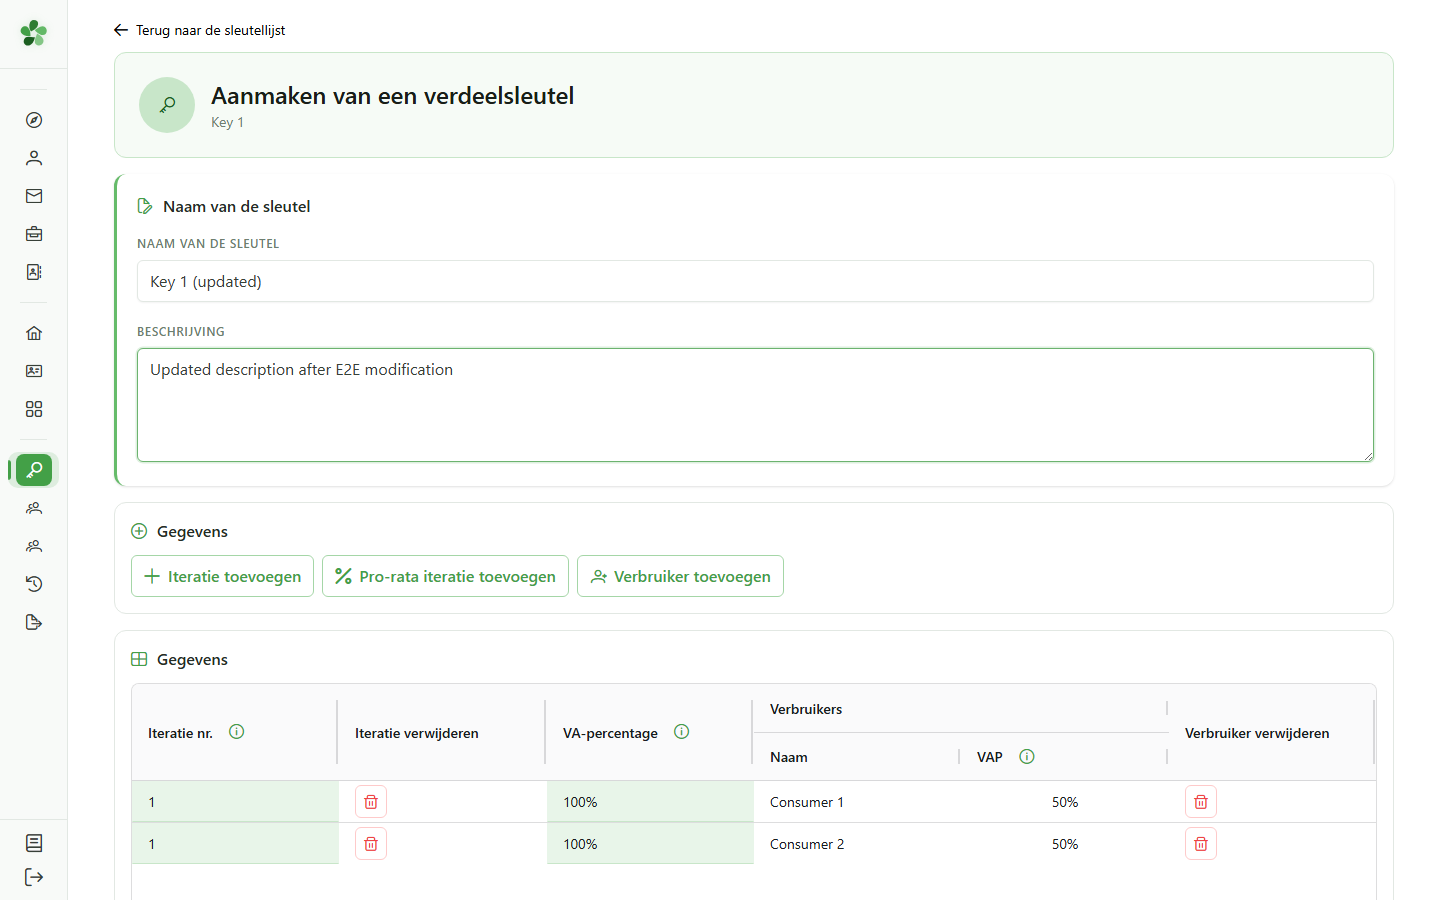 Terug naar de sleutellijst
Aanmaken van een verdeelsleutel
Key 1
Naam van de sleutel
NAAM VAN DE SLEUTEL
Key 1 (updated)
BESCHRIJVING
Updated description after E2E modification
Gegevens
Iteratie toevoegen
Pro-rata iteratie toevoegen
Verbruiker toevoegen
Gegevens
Iteratie nr.
Iteratie verwijderen
VA-percentage
Verbruikers
Naam
VAP
Verbruiker verwijderen
1 100% Consumer 1 50%
1 100% Consumer 2 50%